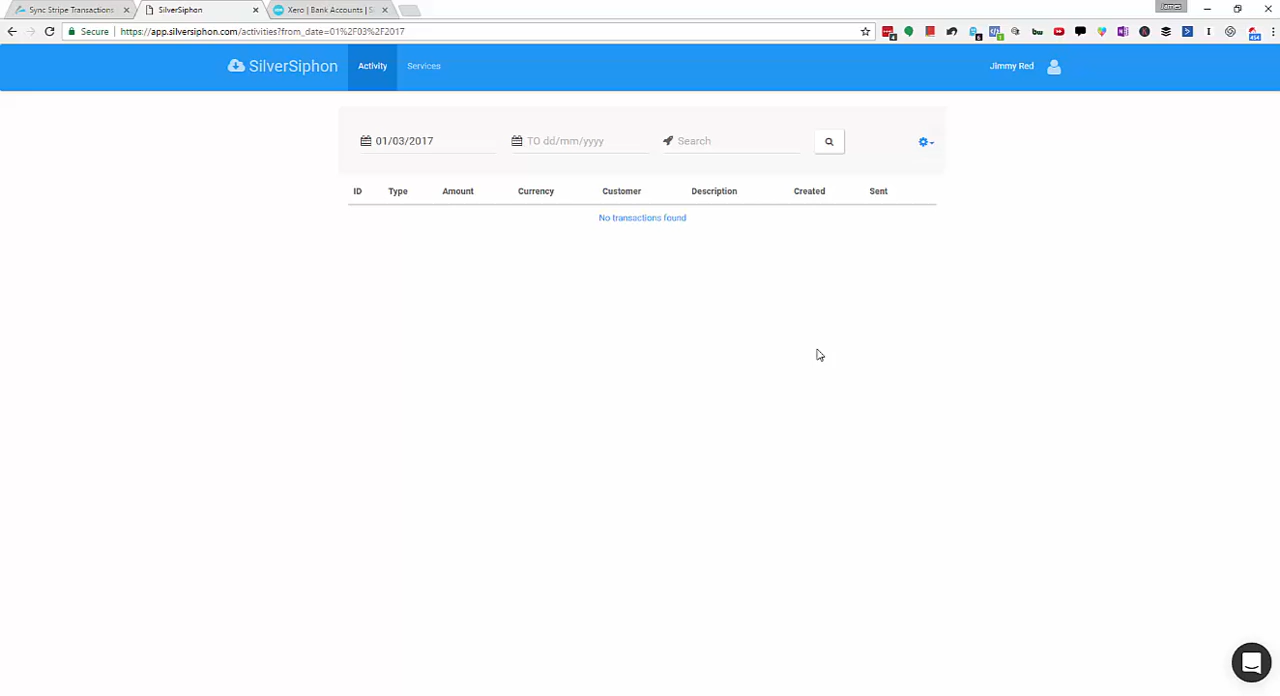 Sync Stripe Transactions
SilverSiphon
Xero | Bank Accounts | S
James
Secure https://app.silversiphon.com/activities?from_date=01%2F03%2F2017
SilverSiphon Activity Services Jimmy Red
01/03/2017 TO dd/mm/yyyy Search
ID Type Amount Currency Customer Description Created Sent
No transactions found